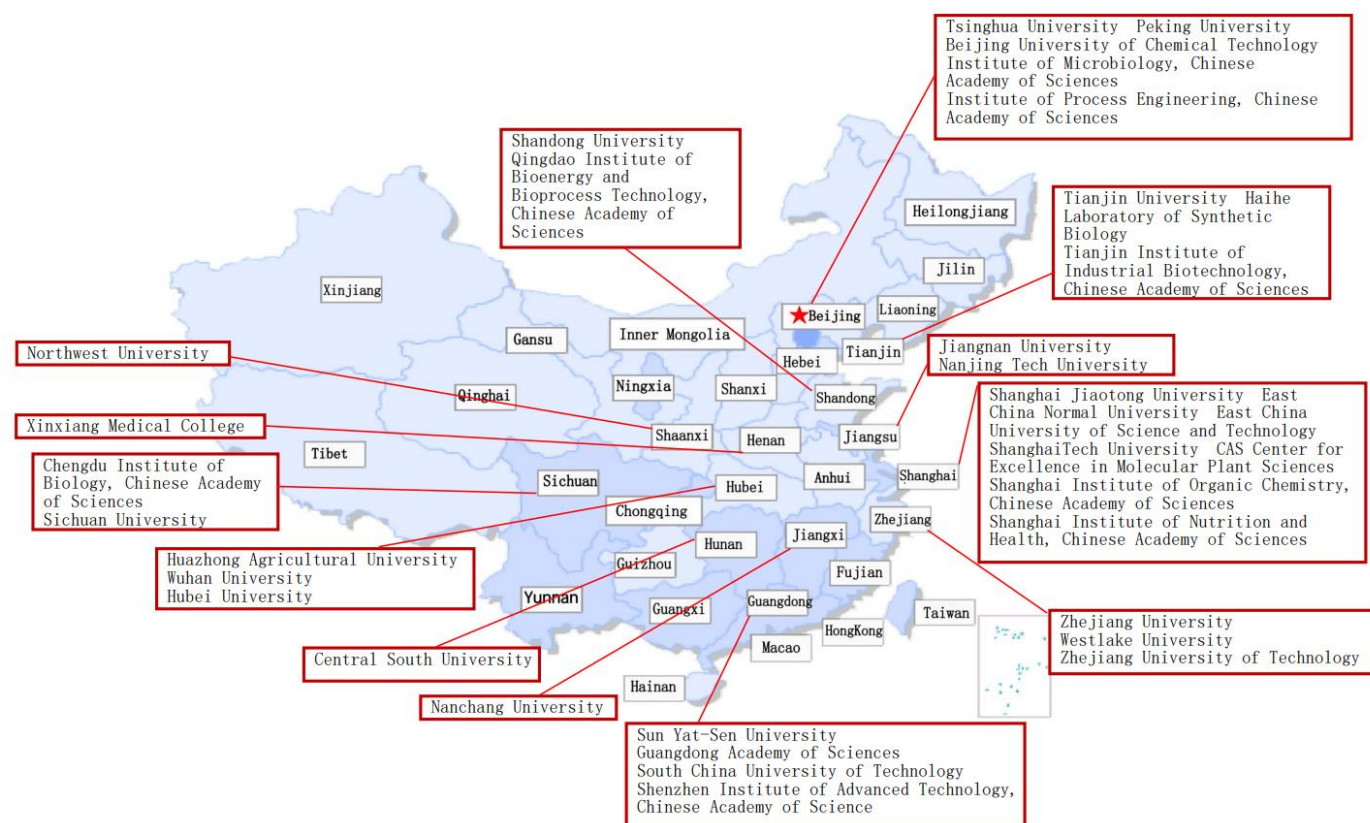 Tsinghua University  Peking University
Beijing University of Chemical Technology
Institute of Microbiology, Chinese
Academy of Sciences
Institute of Process Engineering, Chinese
Academy of Sciences
Shandong University
Qingdao Institute of
Bioenergy and
Bioprocess Technology,
Chinese Academy of
Sciences
Tianjin University  Haihe
Laboratory of Synthetic
Biology
Tianjin Institute of
Industrial Biotechnology,
Chinese Academy of Sciences
Heilongjiang
Jilin
Xinjiang
Liaoning
Beijing
Inner Mongolia
Gansu
Tianjin
Hebei
Northwest University
Jiangnan University
Nanjing Tech University
Ningxia
Shanxi
Qinghai
Shandong
Shanghai Jiaotong University  East
China Normal University  East China
University of Science and Technology
ShanghaiTech University  CAS Center for
Excellence in Molecular Plant Sciences
Shanghai Institute of Organic Chemistry,
Chinese Academy of Sciences
Shanghai Institute of Nutrition and
Health, Chinese Academy of Sciences
Xinxiang Medical College
Shaanxi
Henan
Jiangsu
Tibet
Chengdu Institute of
Biology, Chinese Academy
of Sciences
Sichuan University
Sichuan
Hubei
Anhui
Shanghai
Chongqing
Zhejiang
Hunan
Jiangxi
Huazhong Agricultural University
Wuhan University
Hubei University
Guizhou
Fujian
Yunnan
Guangxi
Guangdong
Taiwan
HongKong
Macao
Zhejiang University
Westlake University
Zhejiang University of Technology
Central South University
Hainan
Nanchang University
Sun Yat-Sen University
Guangdong Academy of Sciences
South China University of Technology
Shenzhen Institute of Advanced Technology,
Chinese Academy of Science